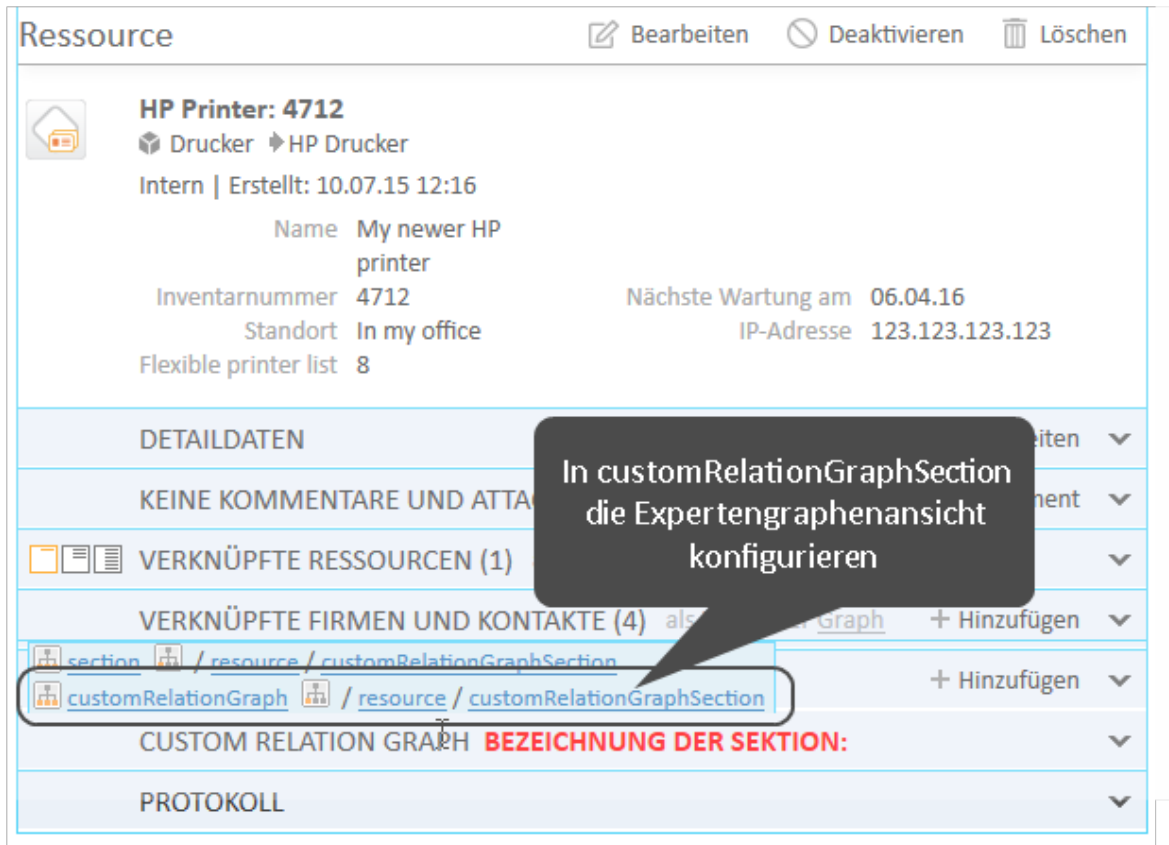 Ressource Bearbeiten Deaktivieren Löschen
HP Printer: 4712
Drucker HP Drucker
Intern | Erstellt: 10.07.15 12:16
Name My newer HP
printer
Inventarnummer 4712 Nächste Wartung am 06.04.16
Standort In my office IP-Adresse 123.123.123.123
Flexible printer list 8
DETAILDATEN
In customRelationGraphSection
die Expertengraphenansicht
konfigurieren
KEINE KOMMENTARE UND
VERKNÜPFTE RESSOURCEN (1)
VERKNÜPFTE FIRMEN UND KONTAKTE (4) Graph + Hinzufügen
section / resource / customRelationGraphSection
+ Hinzufügen
customRelationGraph / resource / customRelationGraphSection
CUSTOM RELATION GRAPH BEZEICHNUNG DER SEKTION:
PROTOKOLL